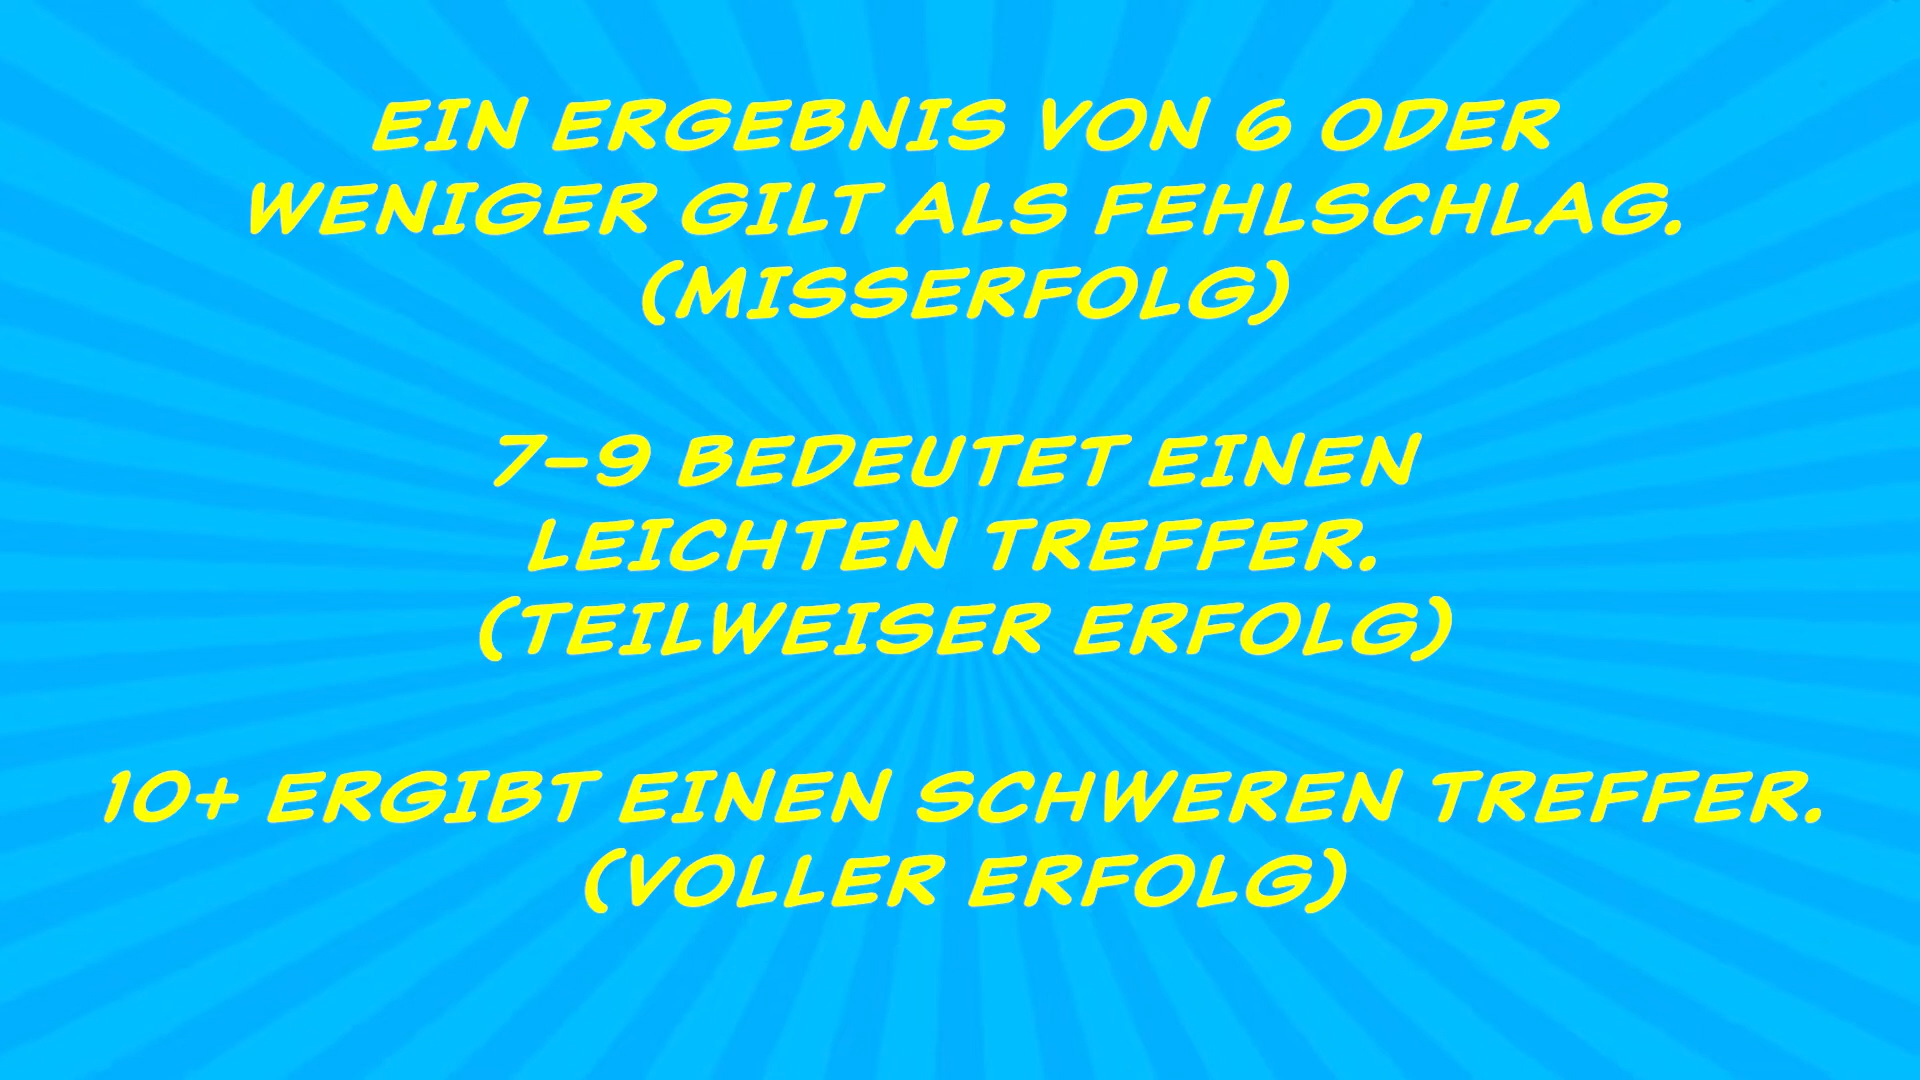 EIN ERGEBNIS VON 6 ODER
WENIGER GILT ALS FEHLSCHLAG.
(MISSERFOLG)
7–9 BEDEUTET EINEN
LEICHTEN TREFFER.
(TEILWEISER ERFOLG)
10+ ERGIBT EINEN SCHWEREN TREFFER.
(VOLLER ERFOLG)